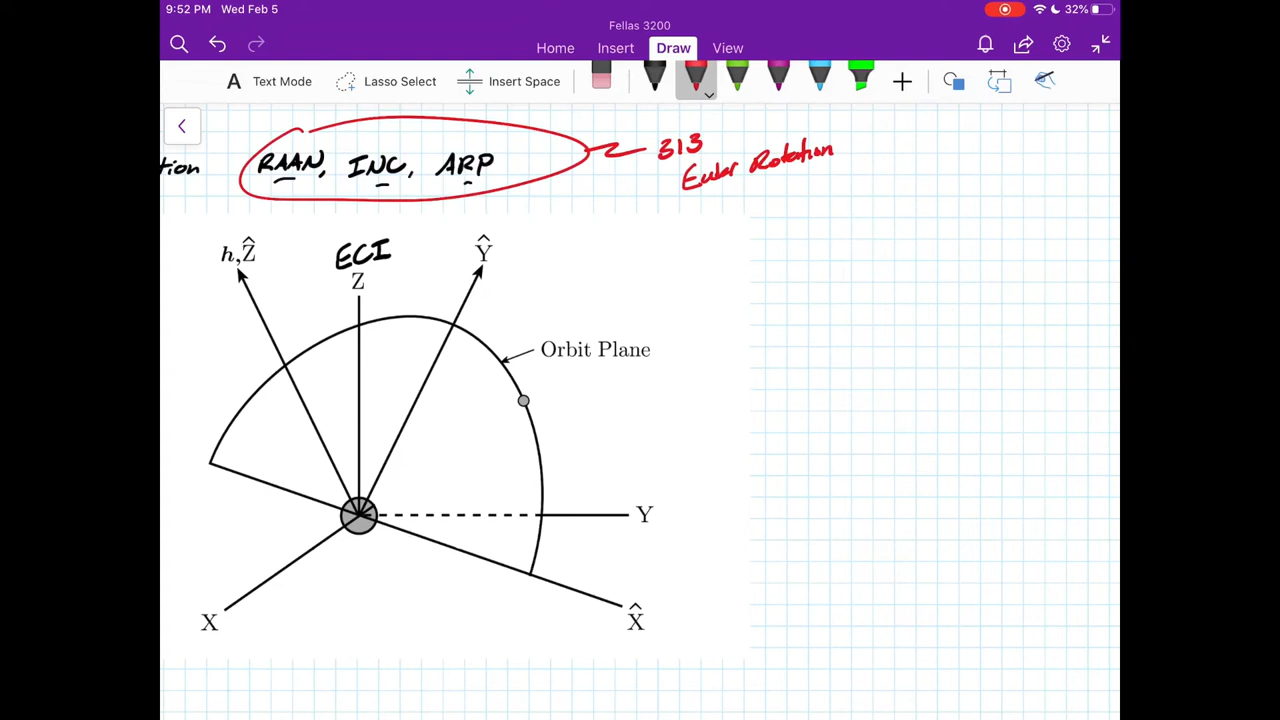 9:52 PM Wed Feb 5
32%
Fellas 3200
Home Insert Draw View
A Text Mode Lasso Select Insert Space
tion RAAN, INC, ARP 313
Euler Rotation
h,Ẑ ECI Ŷ
Z
Orbit Plane
Y
X X̂